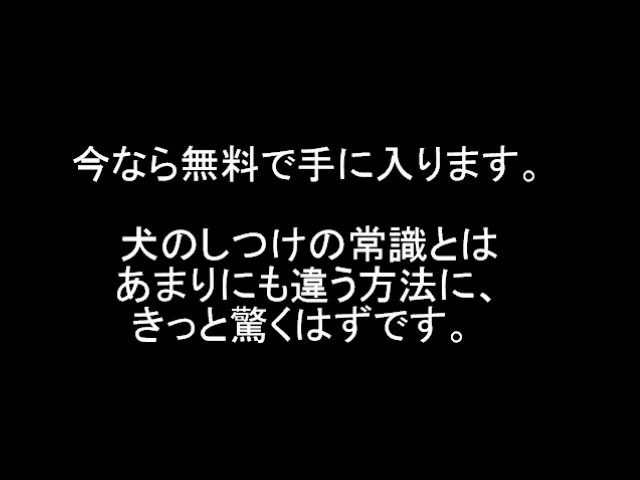 今なら無料で手に入ります。
犬のしつけの常識とは
あまりにも違う方法に、
きっと驚くはずです。